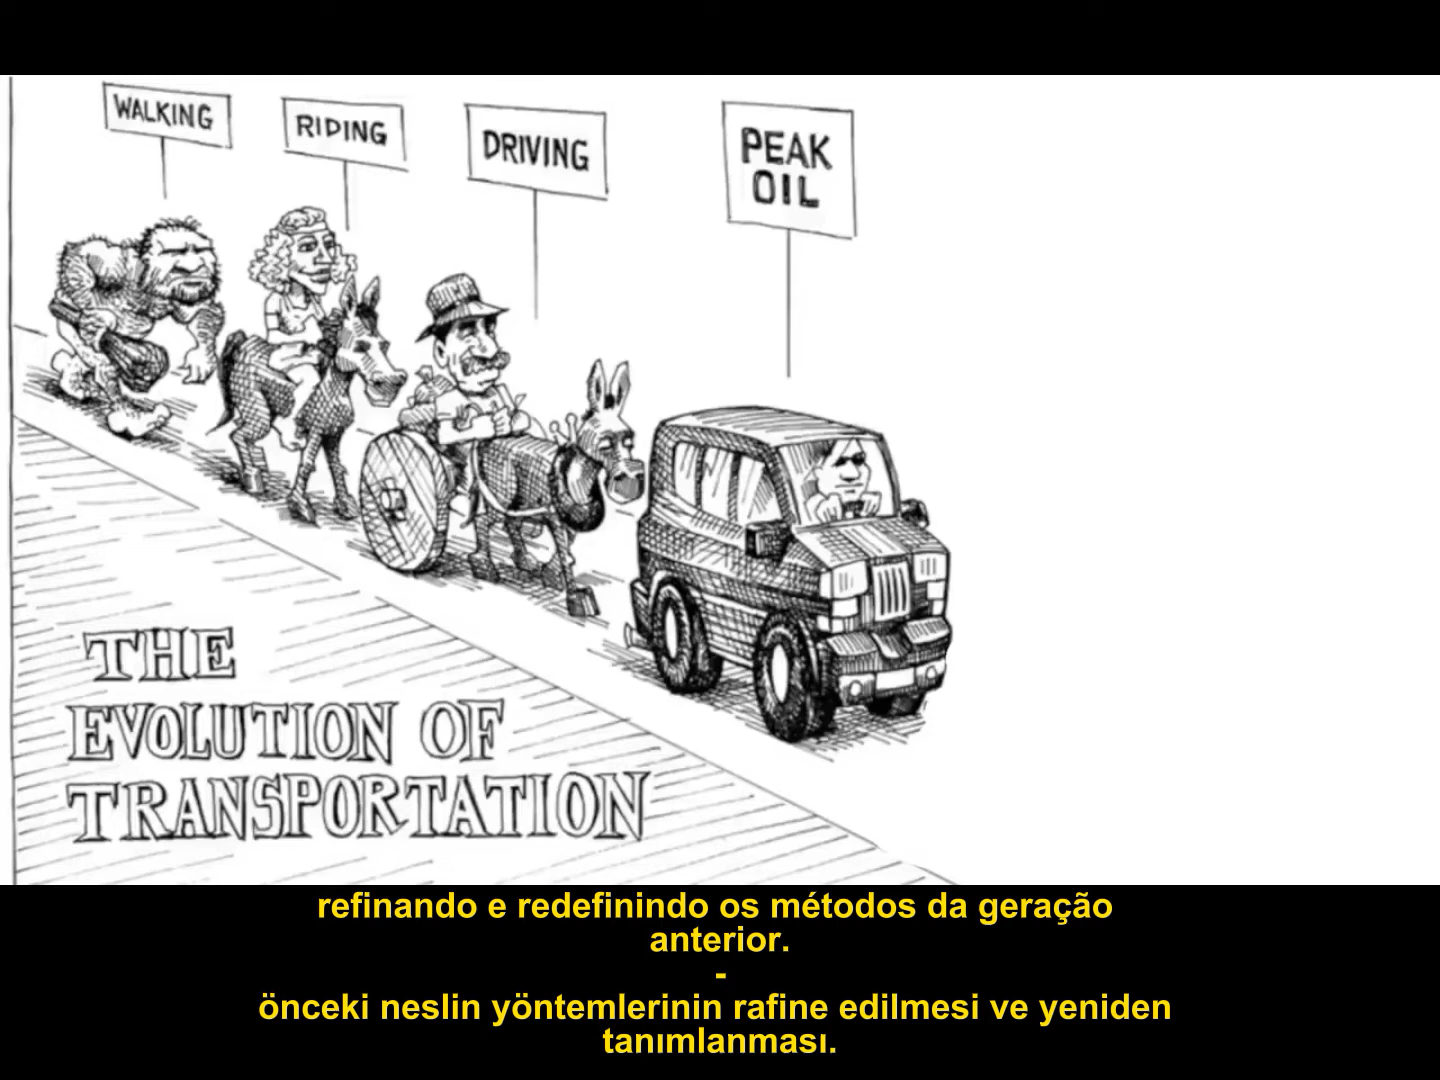 WALKING
RIDING
DRIVING
PEAK
OIL
THE
EVOLUTION OF
TRANSPORTATION
refinando e redefinindo os métodos da geração
anterior.
-
önceki neslin yöntemlerinin rafine edilmesi ve yeniden
tanımlanması.